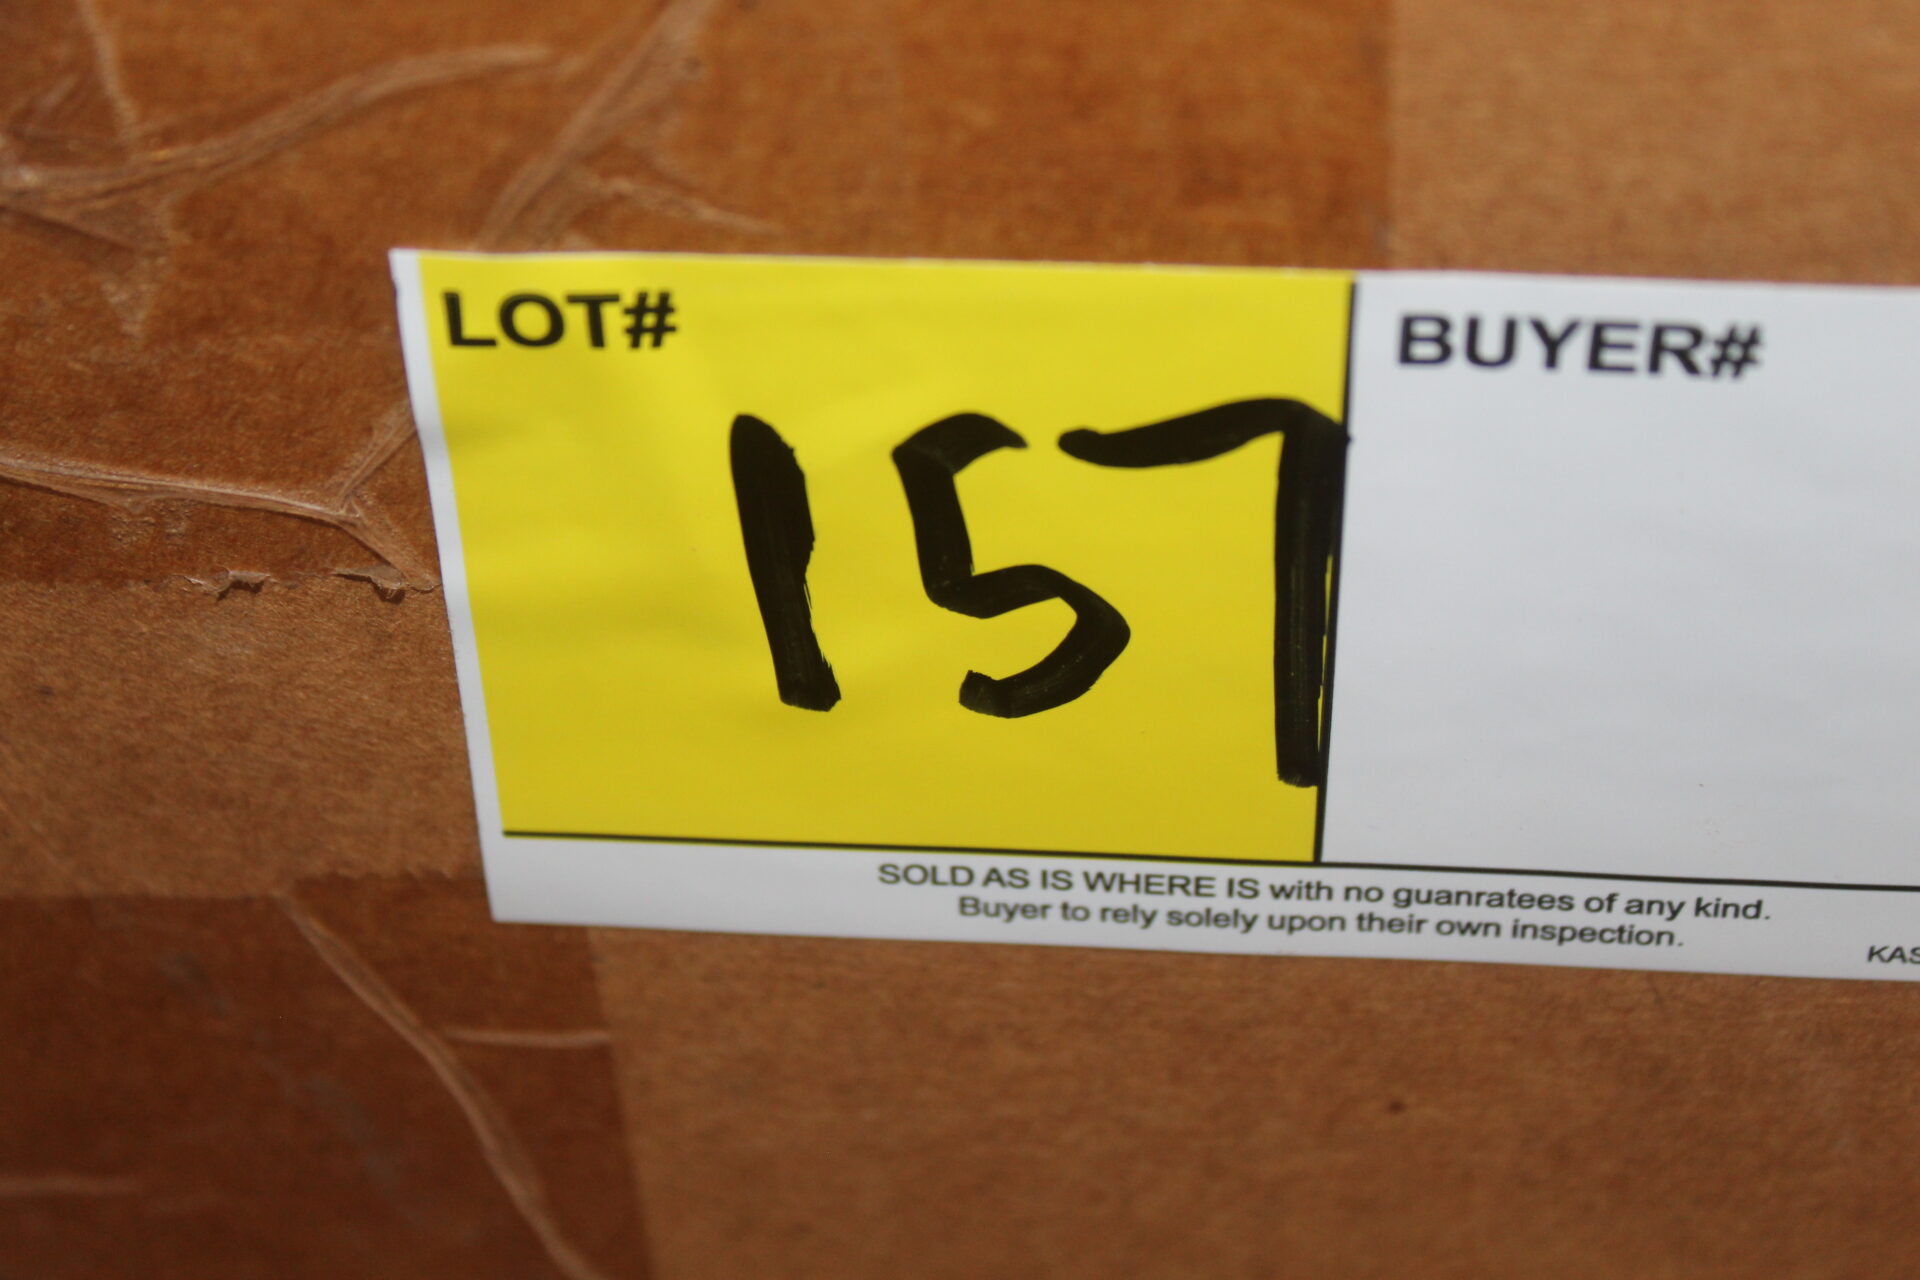 LOT#
BUYER#
157
SOLD AS IS WHERE IS with no guanratees of any kind.
Buyer to rely solely upon their own inspection.
KAS